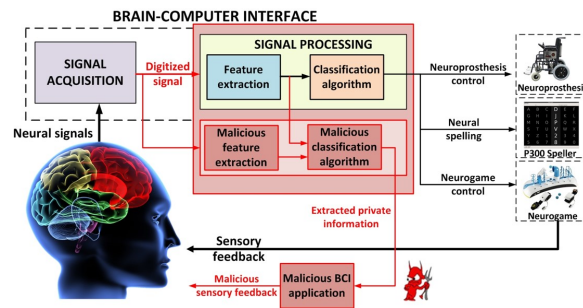 BRAIN-COMPUTER INTERFACE
SIGNAL
ACQUISITION
Digitized
signal
SIGNAL PROCESSING
Feature
extraction
Classification
algorithm
Neuroprosthesis
control
Neuroprosthesis
Neural signals
Malicious
feature
extraction
Malicious
classification
algorithm
Neural
spelling
P300 Speller
Neurogame
control
Neurogame
Extracted private
information
Sensory
feedback
Malicious
sensory feedback
Malicious BCI
application